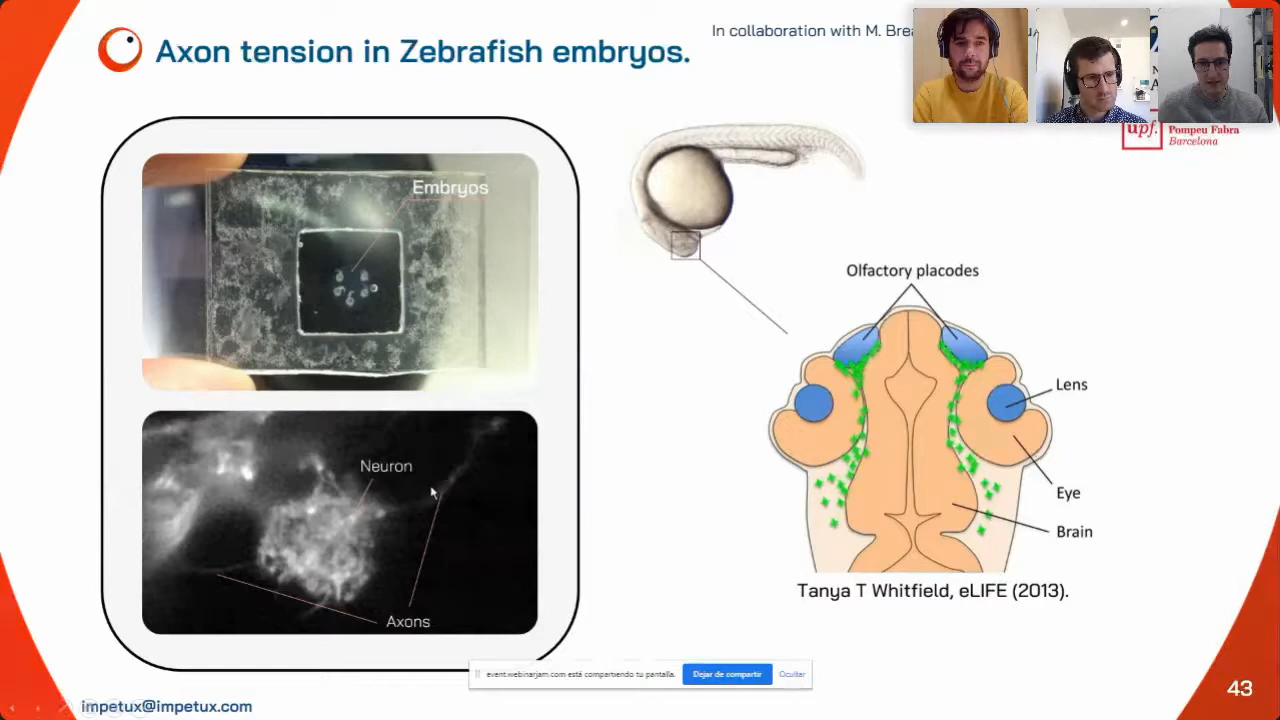 In collaboration with M. Brea
Axon tension in Zebrafish embryos.
upf.
Pompeu Fabra
Barcelona
Embryos
Olfactory placodes
Lens
Neuron
Eye
Brain
Tanya T Whitfield, eLIFE (2013).
Axons
event.webinarjam.com está compartiendo tu pantalla.
Dejar de compartir
Ocultar
43
impetux@impetux.com